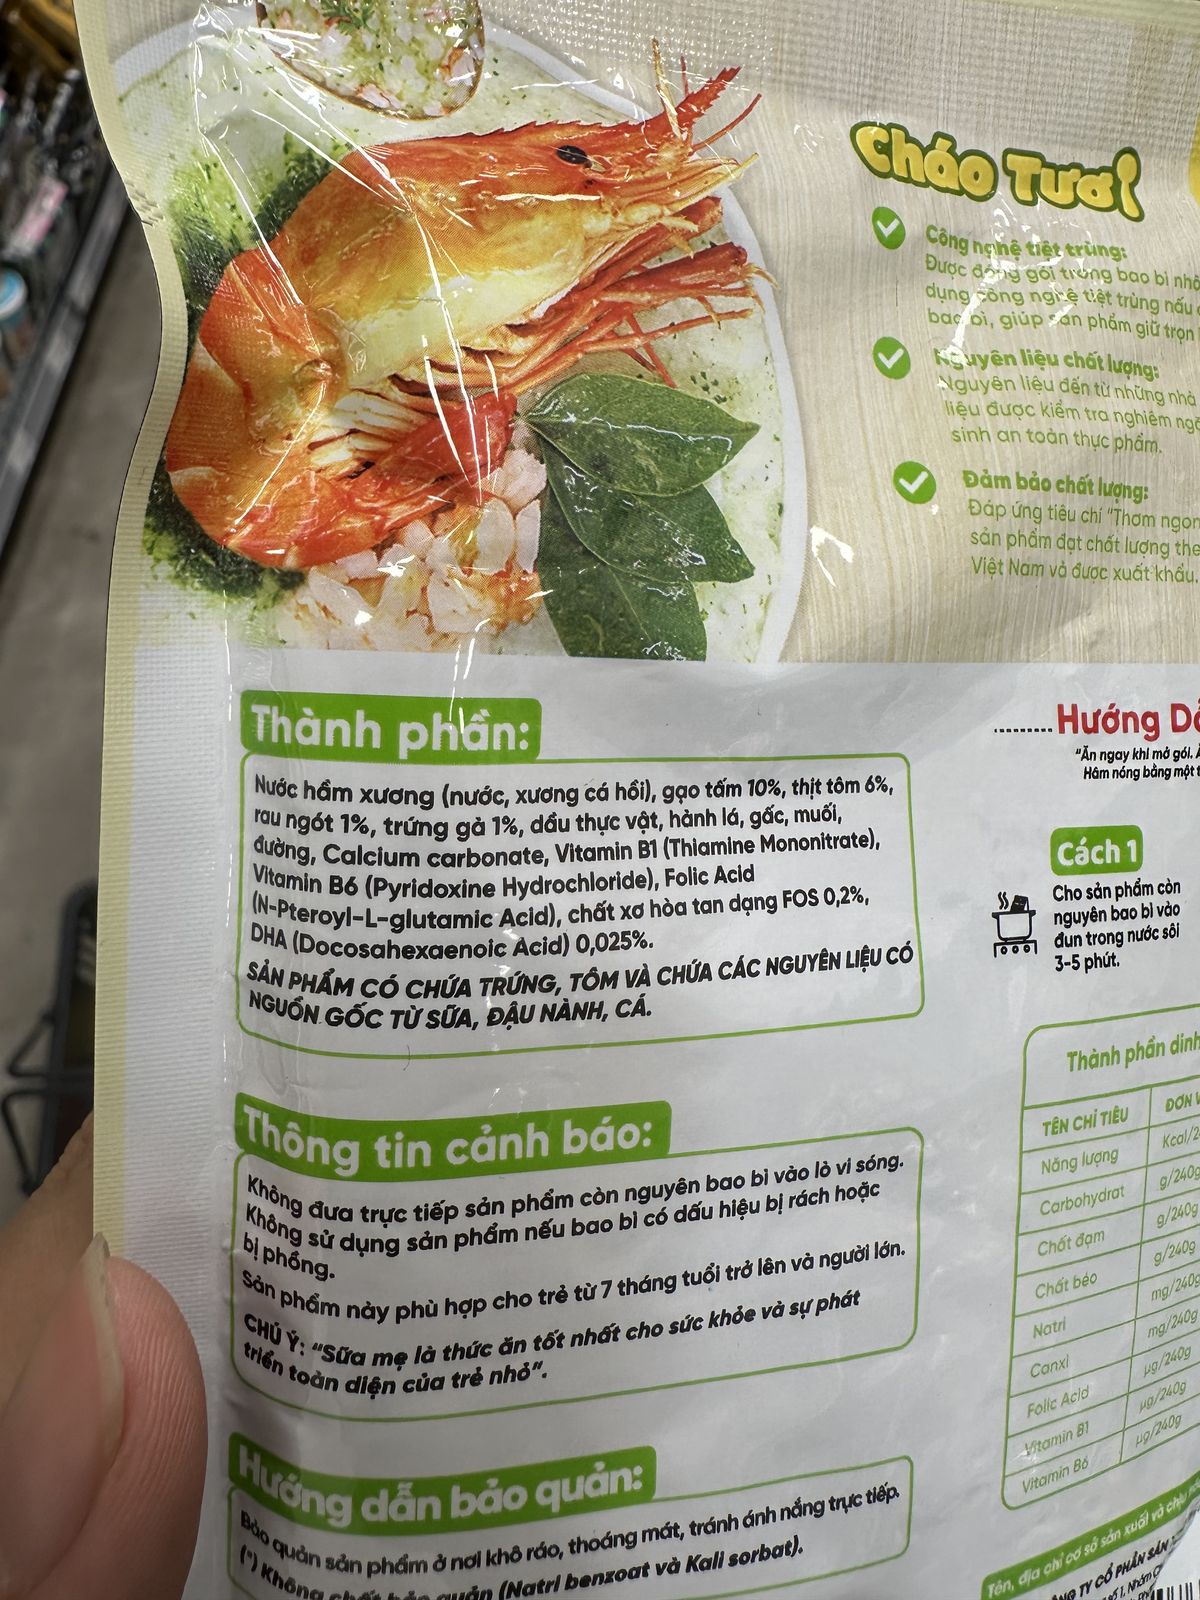 Cháo Tươi
Công nghệ tiệt trùng:
Được đóng gói trong bao bì
dụng công nghệ tiệt trùng nấu
bao bì, giúp sản phẩm giữ trọn
Nguyên liệu chất lượng:
Nguyên liệu đến từ những nhà
liệu được kiểm tra nghiêm
sinh an toàn thực phẩm.
Đảm bảo chất lượng:
Đáp ứng tiêu chí "Thơm ngon
sản phẩm đạt chất lượng
Việt Nam và được xuất khẩu.
Thành phần:
Nước hầm xương (nước, xương cá hồi), gạo tấm 10%, thịt tôm 6%,
rau ngót 1%, trứng gà 1%, dầu thực vật, hành lá, gấc, muối,
đường, Calcium carbonate, Vitamin B1 (Thiamine Mononitrate),
Vitamin B6 (Pyridoxine Hydrochloride), Folic Acid
(N-Pteroyl-L-glutamic Acid), chất xơ hòa tan dạng FOS 0,2%,
DHA (Docosahexaenoic Acid) 0,025%.
SẢN PHẨM CÓ CHỨA TRỨNG, TÔM VÀ CHỨA CÁC NGUYÊN LIỆU CÓ
NGUỒN GỐC TỪ SỮA, ĐẬU NÀNH, CÁ.
Thông tin cảnh báo:
Không đưa trực tiếp sản phẩm còn nguyên bao bì vào lò vi sóng.
Không sử dụng sản phẩm nếu bao bì có dấu hiệu bị rách hoặc
bị phồng.
Sản phẩm này phù hợp cho trẻ từ 7 tháng tuổi trở lên và người lớn.
CHÚ Ý: "Sữa mẹ là thức ăn tốt nhất cho sức khỏe và sự phát
triển toàn diện của trẻ nhỏ".
Hướng dẫn bảo quản:
Bảo quản sản phẩm ở nơi khô ráo, thoáng mát, tránh ánh nắng trực tiếp.
(*) Không chất bảo quản (Natri benzoat và Kali sorbat).
Hướng
"Ăn ngay khi mở gói.
Hâm nóng bằng một
Cách 1
Cho sản phẩm còn
nguyên bao bì vào
đun trong nước sôi
3-5 phút.
Thành phần dinh
TÊN CHỈ TIÊU ĐƠN
Năng lượng Kcal/2
Carbohydrat g/240g
Chất đạm g/240g
Chất béo g/240g
Natri mg/240g
Canxi mg/240g
Folic Acid µg/240g
Vitamin B1 µg/240g
Vitamin B6 µg/240g
Tên, địa chỉ cơ sở sản xuất và chịu
TY CỔ PHẦN SÀN